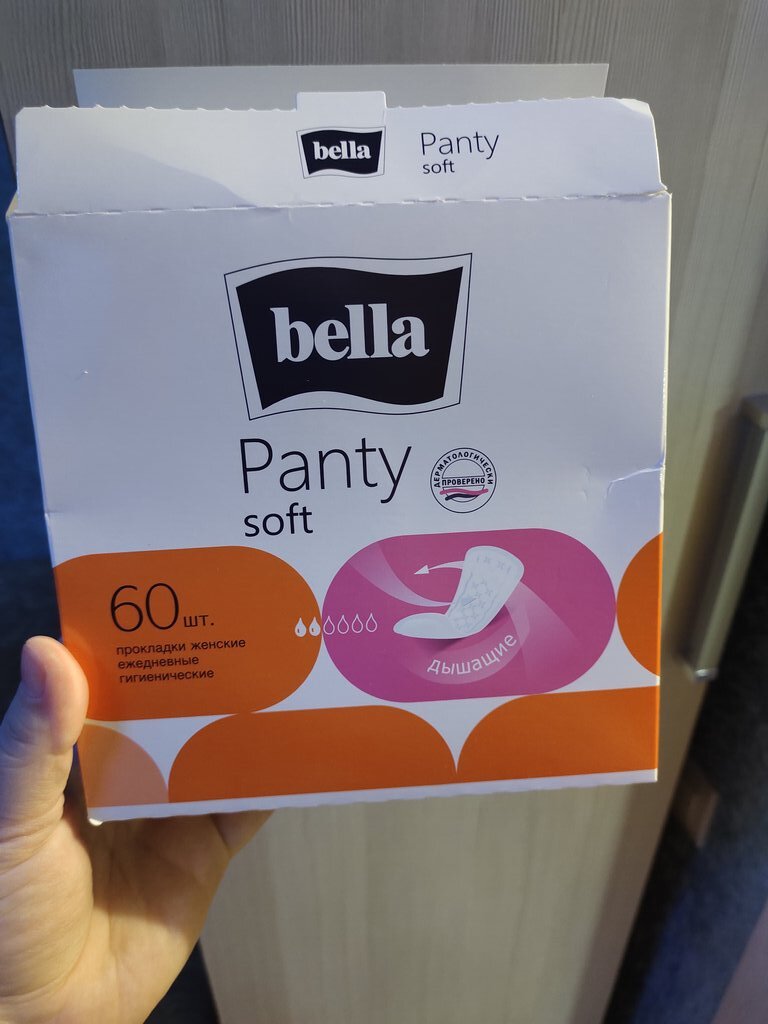 bella
Panty
soft
bella
Panty
soft
ДЕРМАТОЛОГИЧЕСКИ
ПРОВЕРЕНО
60 шт.
прокладки женские
ежедневные
гигиенические
дышащие